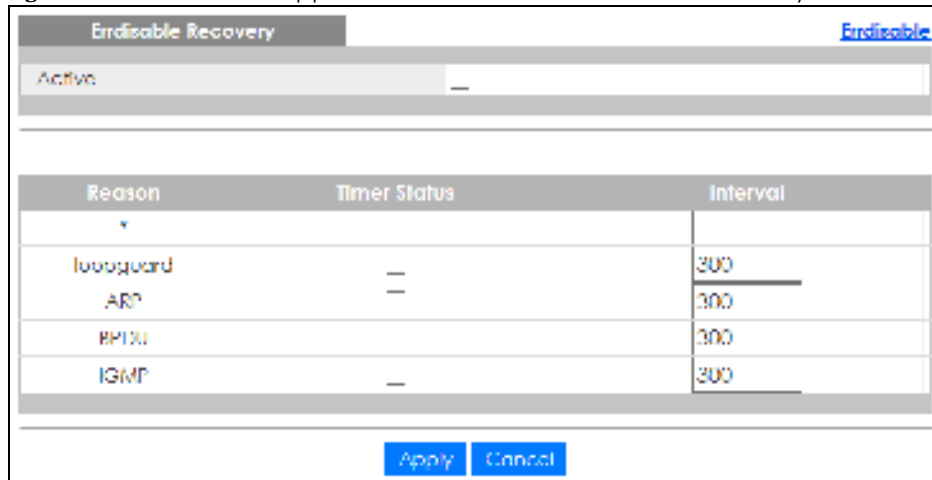 Errdisable Recovery Errdisable
Active
Reason Timer Status Interval
*
loopguard 300
ARP 300
BPDU 300
IGMP 300
Apply Cancel